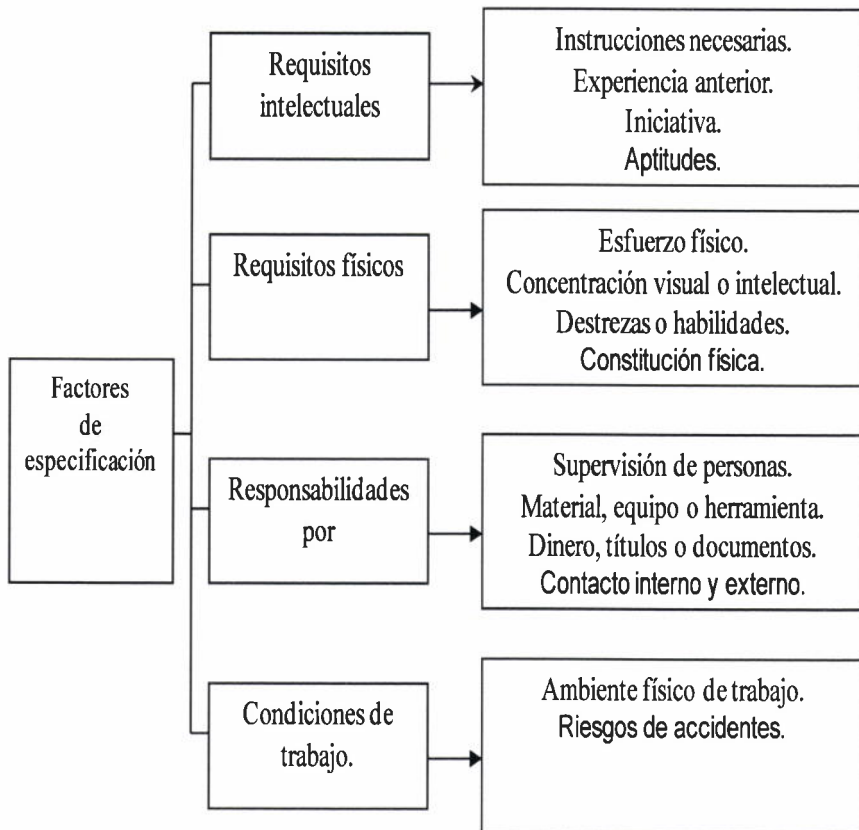 Factores
de
especificación
Requisitos
intelectuales
Instrucciones necesarias.
Experiencia anterior.
Iniciativa.
Aptitudes.
Requisitos físicos
Esfuerzo físico.
Concentración visual o intelectual.
Destrezas o habilidades.
Constitución física.
Responsabilidades
por
Supervisión de personas.
Material, equipo o herramienta.
Dinero, títulos o documentos.
Contacto interno y externo.
Condiciones de
trabajo.
Ambiente físico de trabajo.
Riesgos de accidentes.